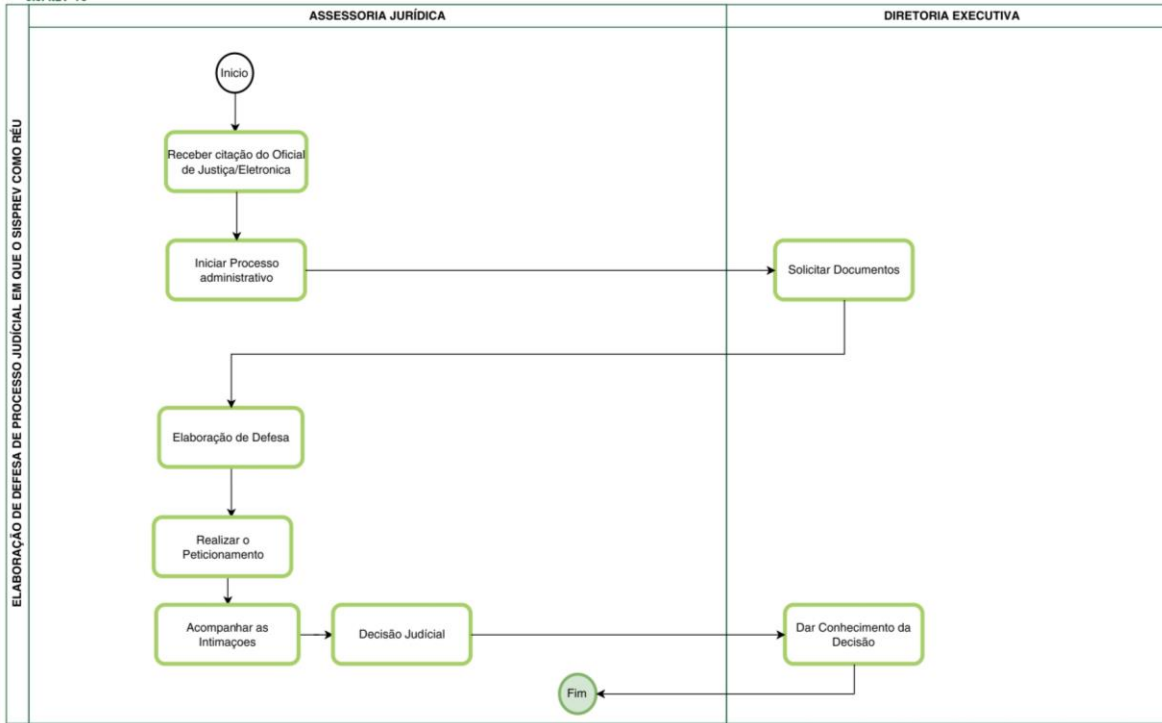 ASSESSORIA JURÍDICA
DIRETORIA EXECUTIVA
ELABORAÇÃO DE DEFESA DE PROCESSO JUDÍCIAL EM QUE O SISPREV COMO RÉU
Inicio
Receber citação do Oficial
de Justiça/Eletronica
Iniciar Processo
administrativo
Solicitar Documentos
Elaboração de Defesa
Realizar o
Peticionamento
Acompanhar as
Intimaçoes
Decisão Judicial
Dar Conhecimento da
Decisão
Fim